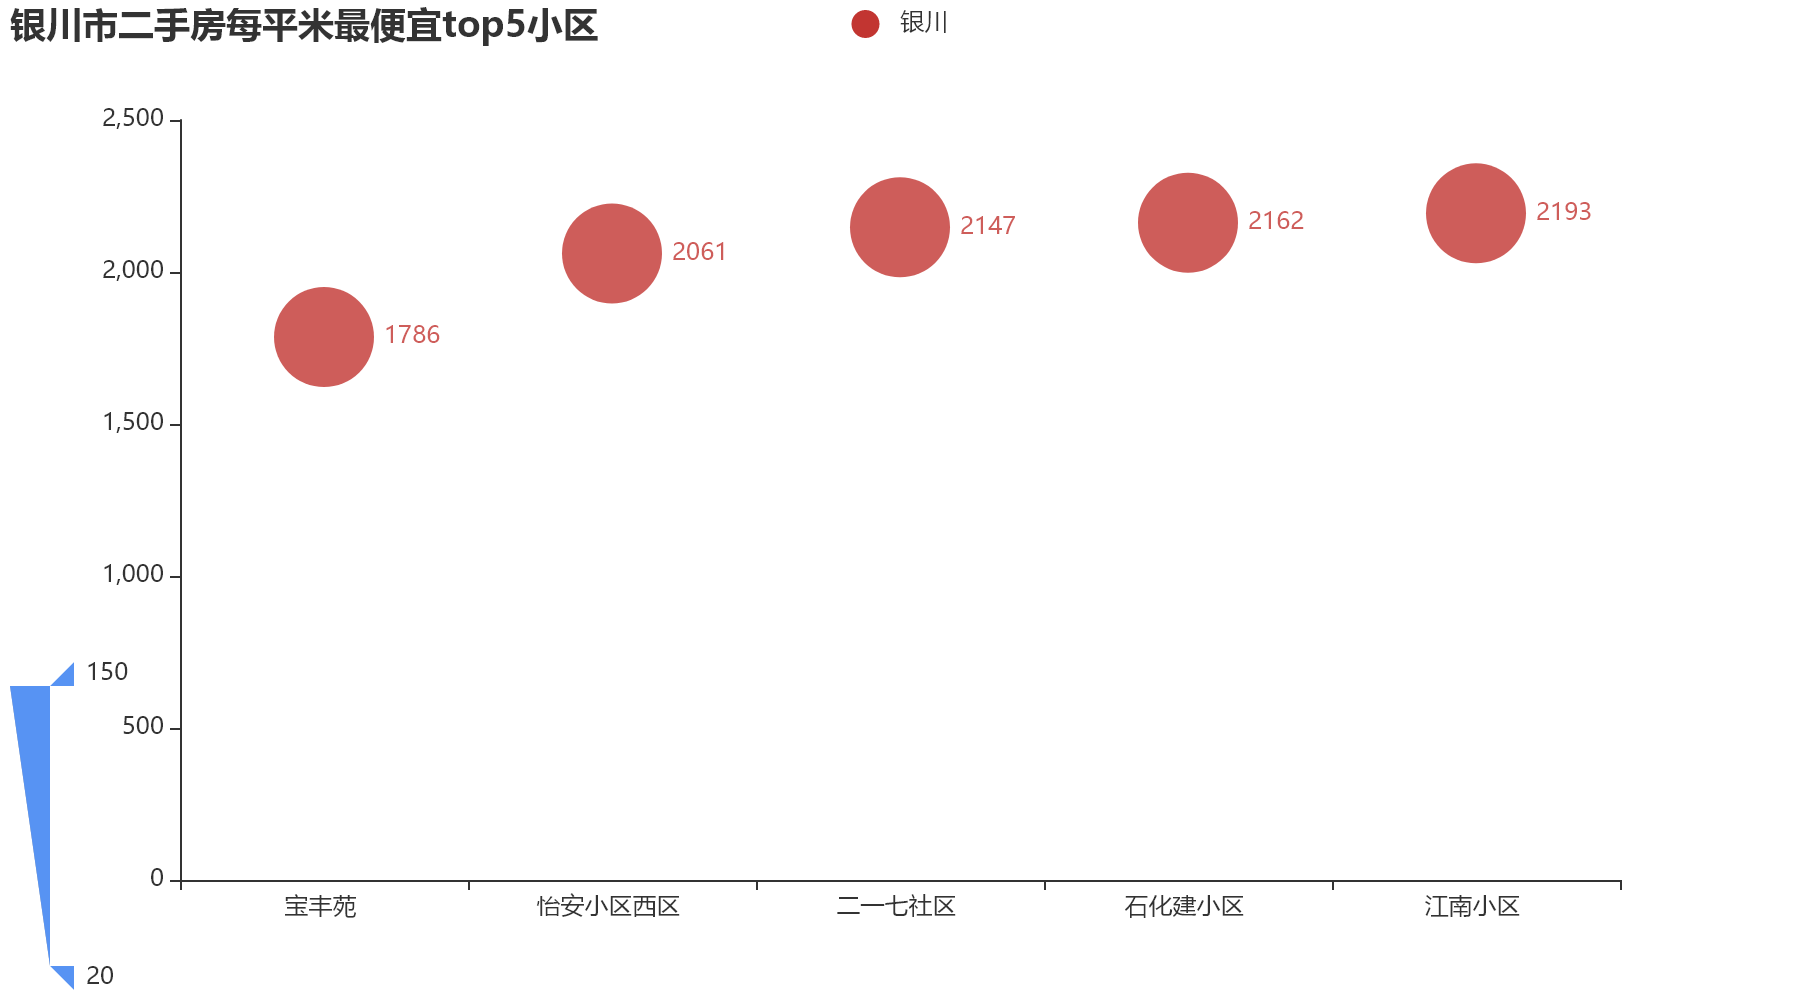 银川市二手房每平米最便宜top5小区
银川
2,500
2,000
1,500
1,000
500
0
1786
2061
2147
2162
2193
宝丰苑
怡安小区西区
二一七社区
石化建小区
江南小区
150
20